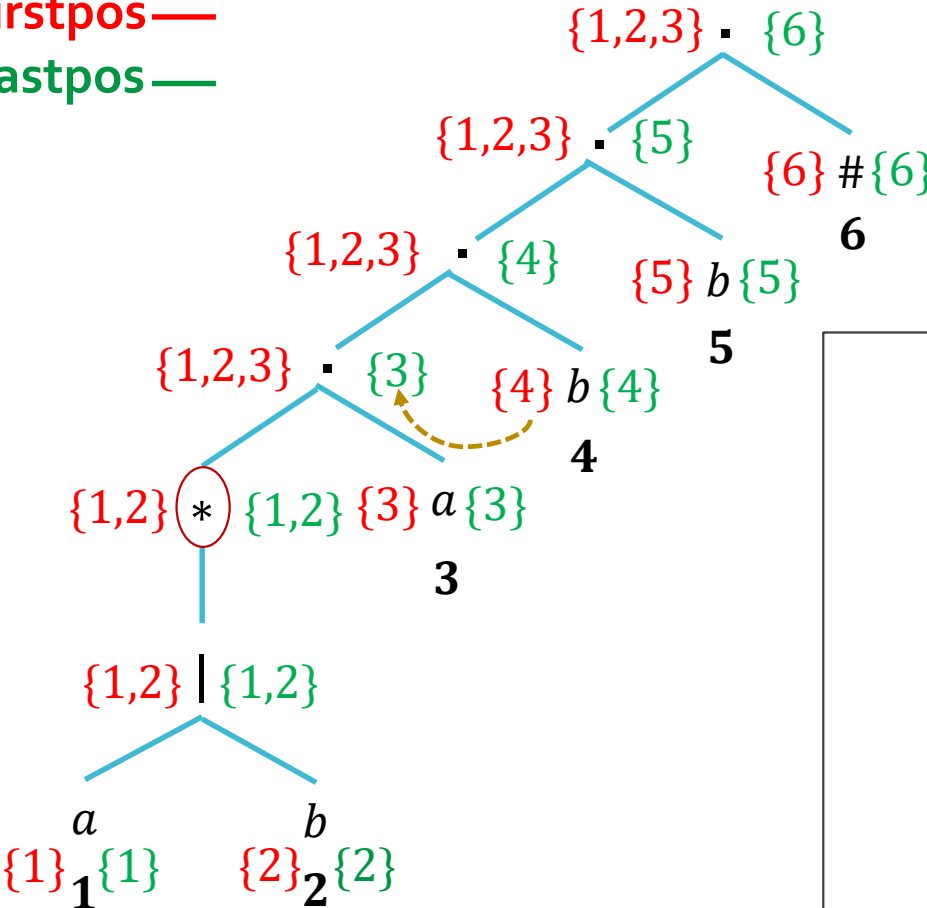 irstpos
astpos
{1,2,3} . {6}
{1,2,3} . {5}
{6} # {6}
6
{1,2,3} . {4}
{5} b {5}
5
{1,2,3} . {3}
{4} b {4}
4
{1,2} * {1,2}
{3} a {3}
3
{1,2} | {1,2}
a
{1} 1 {1}
b
{2} 2 {2}